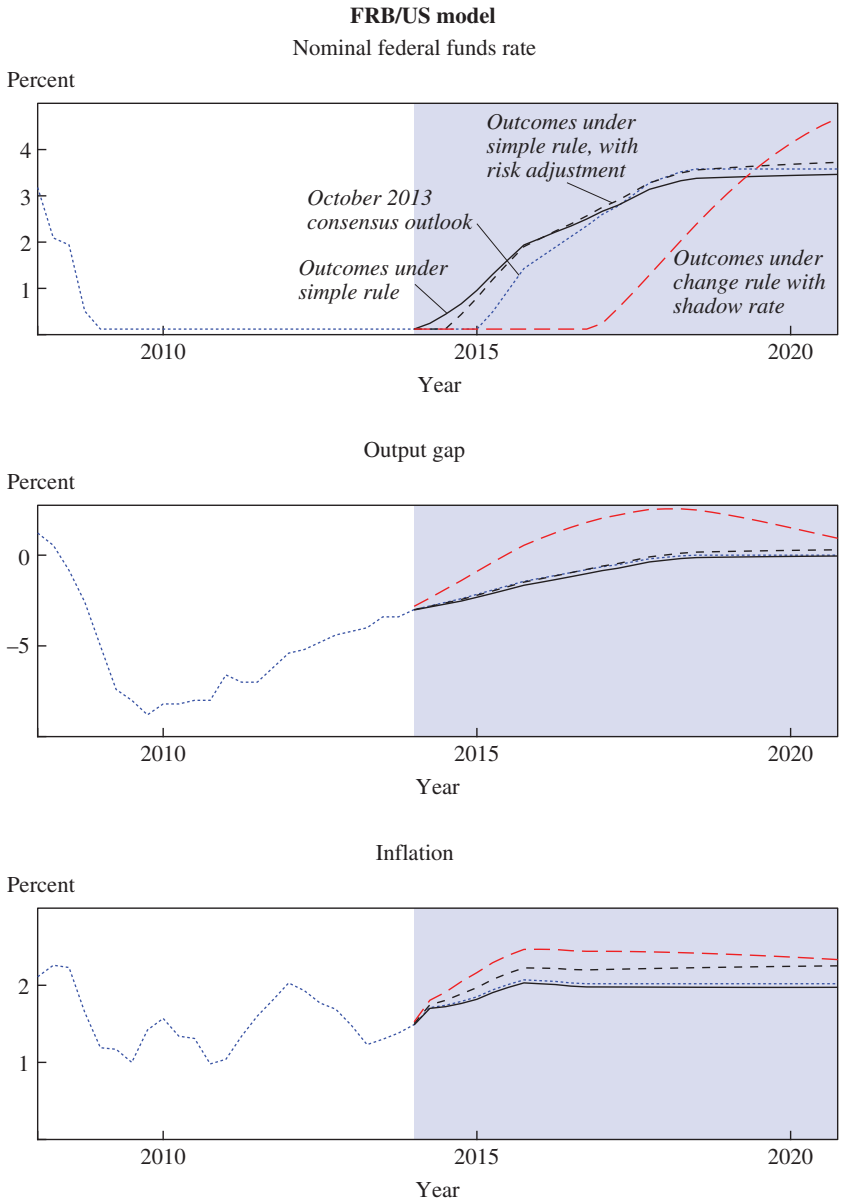 FRB/US model
Nominal federal funds rate
Percent
4
3
2
1
Outcomes under
simple rule, with
risk adjustment
October 2013
consensus outlook
Outcomes under
simple rule
Outcomes under
change rule with
shadow rate
2010
2015
2020
Year
Output gap
Percent
0
–5
2010
2015
2020
Year
Inflation
Percent
2
1
2010
2015
2020
Year